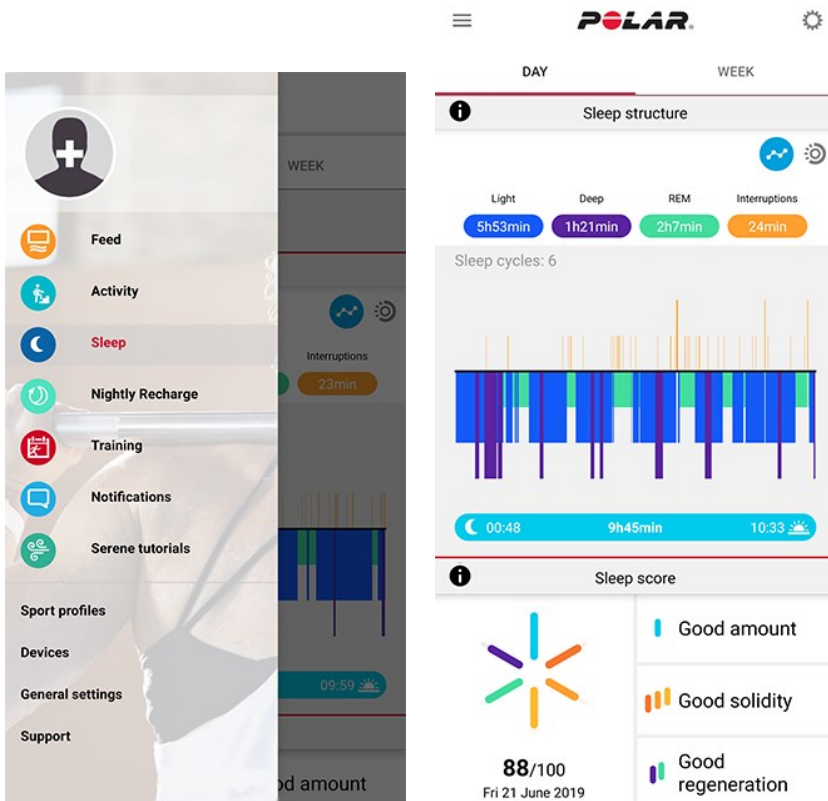 WEEK
Feed
Activity
Sleep
Interruptions
23min
Nightly Recharge
Training
Notifications
Serene tutorials
Sport profiles
Devices
09:59
General settings
Support
od amount
POLAR
DAY WEEK
Sleep structure
Light Deep REM Interruptions
5h53min 1h21min 2h7min 24min
Sleep cycles: 6
00:48 9h45min 10:33
Sleep score
Good amount
Good solidity
Good
regeneration
88/100
Fri 21 June 2019